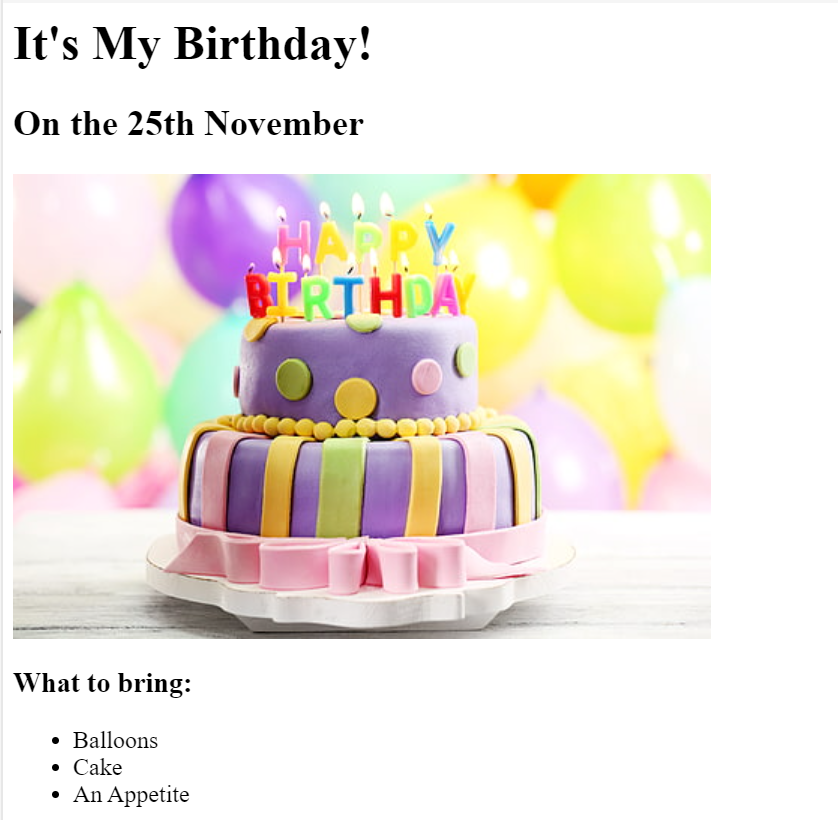 It's My Birthday!
On the 25th November
HAPPY
BIRTHDAY
What to bring:
Balloons
Cake
An Appetite